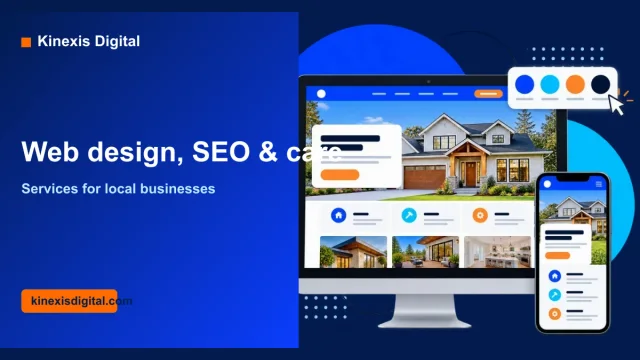 Kinexis Digital
Web design, SEO & care
Services for local businesses
kinexisdigital.com